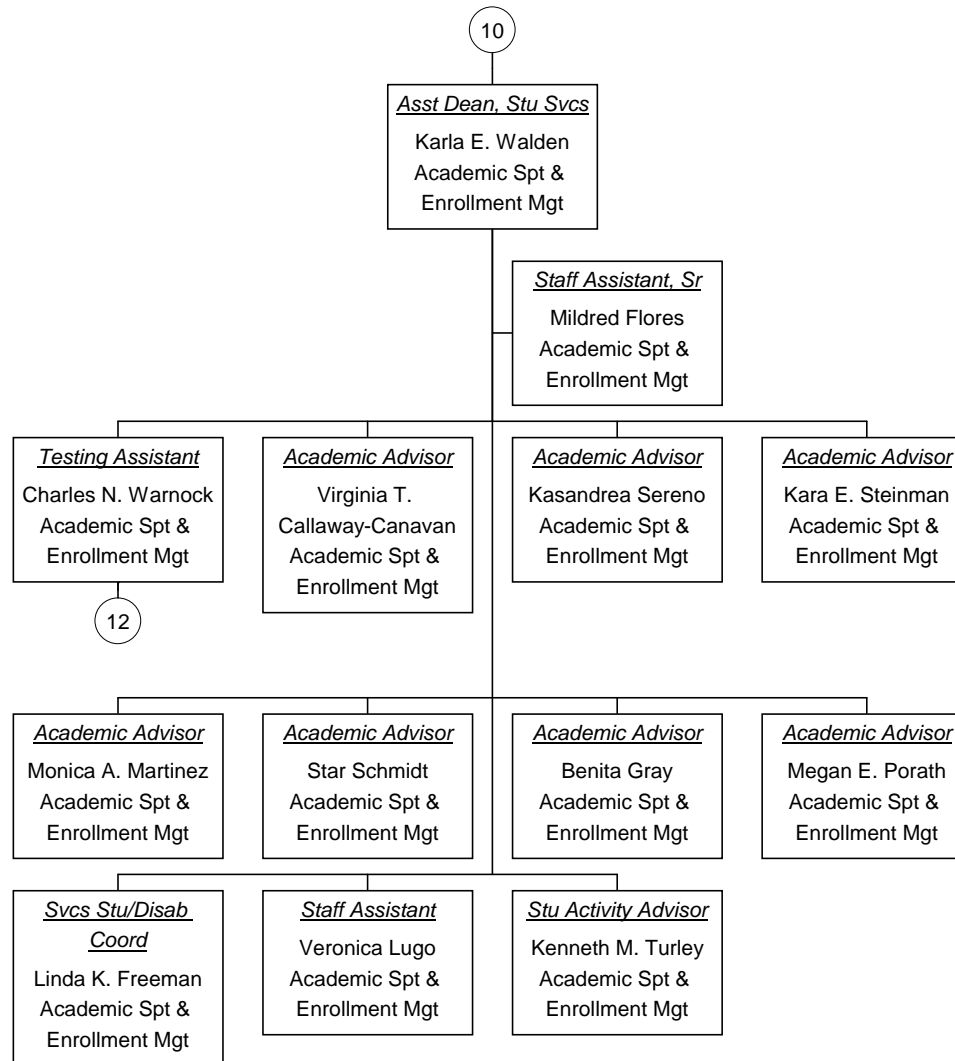 10
Asst Dean, Stu Svcs
Karla E. Walden
Academic Spt &
Enrollment Mgt
Staff Assistant, Sr
Mildred Flores
Academic Spt &
Enrollment Mgt
Testing Assistant
Charles N. Warnock
Academic Spt &
Enrollment Mgt
12
Academic Advisor
Virginia T.
Callaway-Canavan
Academic Spt &
Enrollment Mgt
Academic Advisor
Kasandrea Sereno
Academic Spt &
Enrollment Mgt
Academic Advisor
Kara E. Steinman
Academic Spt &
Enrollment Mgt
Academic Advisor
Monica A. Martinez
Academic Spt &
Enrollment Mgt
Academic Advisor
Star Schmidt
Academic Spt &
Enrollment Mgt
Academic Advisor
Benita Gray
Academic Spt &
Enrollment Mgt
Academic Advisor
Megan E. Porath
Academic Spt &
Enrollment Mgt
Svcs Stu/Disab
Coord
Linda K. Freeman
Academic Spt &
Enrollment Mgt
Staff Assistant
Veronica Lugo
Academic Spt &
Enrollment Mgt
Stu Activity Advisor
Kenneth M. Turley
Academic Spt &
Enrollment Mgt